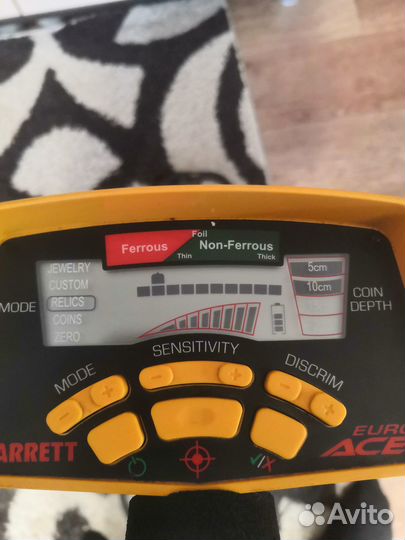 Foil
Ferrous Non-Ferrous
Thin Thick
JEWELRY
CUSTOM
RELICS
COINS
ZERO
MODE
5cm
10cm
COIN
DEPTH
SENSITIVITY
MODE
DISCRIM
ARRETT
EURO
ACE
Avito